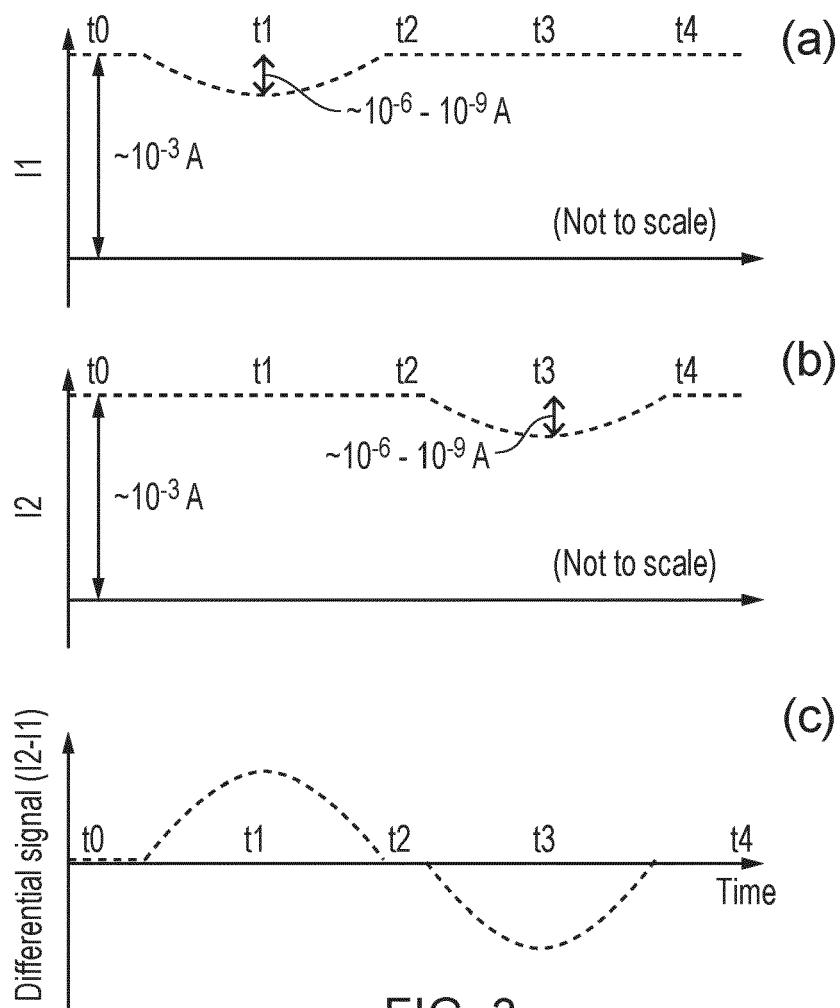 (a)
t0 t1 t2 t3 t4
~10⁻⁶ - 10⁻⁹ A
~10⁻³ A
I1
(Not to scale)
(b)
t0 t1 t2 t3 t4
~10⁻⁶ - 10⁻⁹ A
~10⁻³ A
I2
(Not to scale)
(c)
Differential signal (I2-I1)
t0 t1 t2 t3 t4
Time